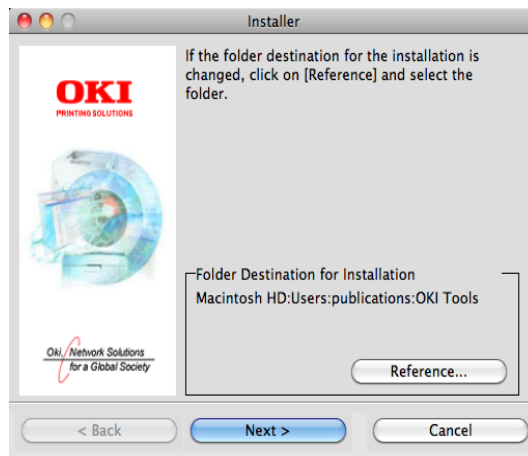 Installer
If the folder destination for the installation is
changed, click on [Reference] and select the
folder.
OKI
PRINTING SOLUTIONS
Folder Destination for Installation
Macintosh HD:Users:publications:OKI Tools
Reference...
Oki, Network Solutions
for a Global Society
< Back
Next >
Cancel